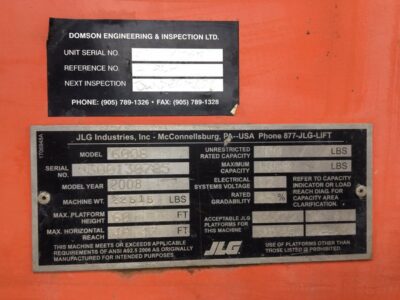 DOMSON ENGINEERING & INSPECTION LTD.
UNIT SERIAL NO.
REFERENCE NO.
NEXT INSPECTION
PHONE: (905) 789-1326 • FAX: (905) 789-1328
1706948A
JLG Industries, Inc - McConnellsburg, PA--USA Phone 877-JLG-LIFT
MODEL
SERIAL NO.
MODEL YEAR 2008
MACHINE WT. 22515 LBS
MAX. PLATFORM HEIGHT FT
MAX. HORIZONTAL REACH FT
THIS MACHINE MEETS OR EXCEEDS APPLICABLE
REQUIREMENTS OF ANSI A92.5 2006 AS ORIGINALLY
MANUFACTURED FOR INTENDED PURPOSES.
UNRESTRICTED RATED CAPACITY LBS
MAXIMUM CAPACITY LBS
ELECTRICAL SYSTEMS VOLTAGE
RATED GRADEABILITY %
REFER TO CAPACITY
INDICATOR OR LOAD
REACH DIAG FOR
CAPACITY AREA
CLARIFICATION.
ACCEPTABLE JLG
PLATFORMS FOR
THIS MACHINE
JLG
USE OF PLATFORMS OTHER THAN
THOSE LISTED IS PROHIBITED.